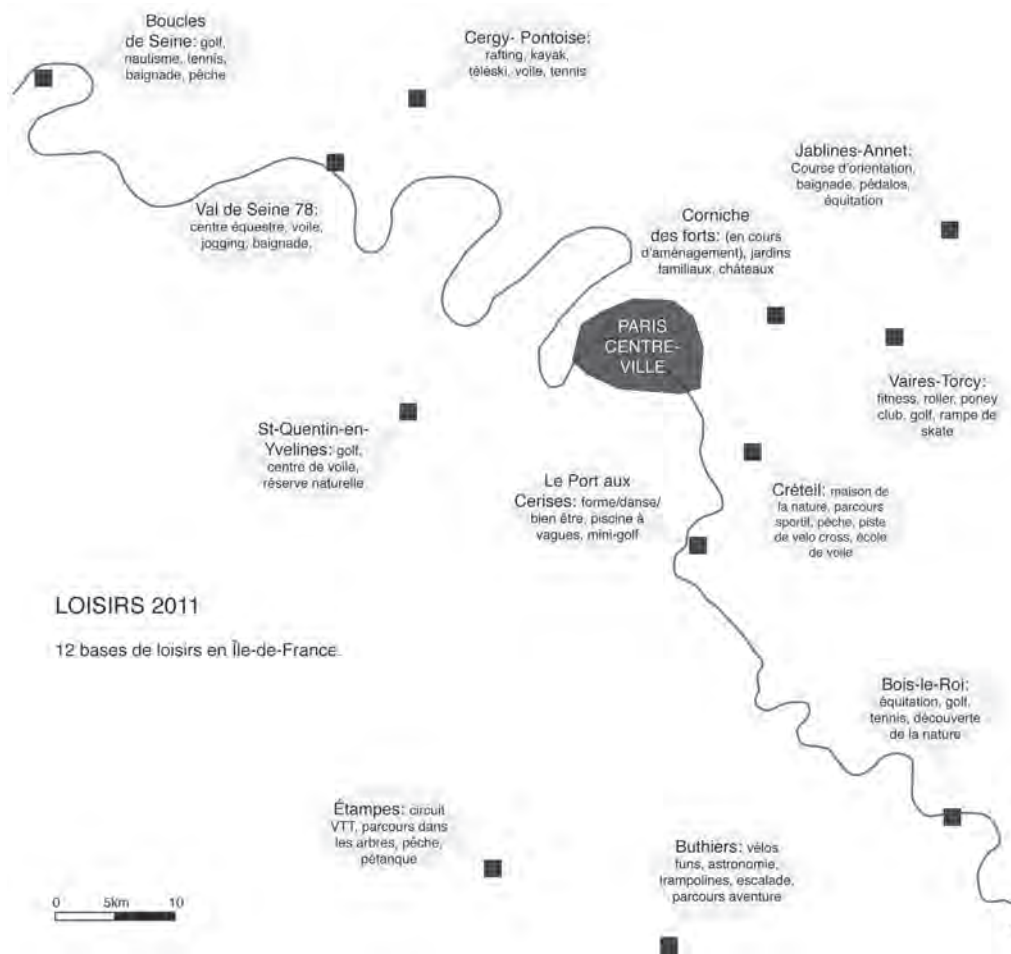 Boucles
de Seine: golf,
nautisme, tennis,
baignade, pêche
Cergy- Pontoise:
rafting, kayak,
téléski, voile, tennis
Jablines-Annet:
Course d'orientation,
baignade, pédalos,
équitation
Val de Seine 78:
centre équestre, voile,
jogging, baignade,
Corniche
des forts: (en cours
d'aménagement), jardins
familiaux, châteaux
PARIS
CENTRE-
VILLE
Vaires-Torcy:
fitness, roller, poney
club, golf, rampe de
skate
St-Quentin-en-
Yvelines: golf,
centre de voile,
réserve naturelle
Le Port aux
Cerises: forme/danse/
bien être, piscine à
vagues, mini-golf
Créteil: maison de
la nature, parcours
sportif, pêche, piste
de velo cross, école
de voile
LOISIRS 2011
12 bases de loisirs en Île-de-France.
Bois-le-Roi:
équitation, golf,
tennis, découverte
de la nature
Étampes: circuit
VTT, parcours dans
les arbres, pêche,
pétanque
Buthiers: vélos
funs, astronomie,
trampolines, escalade,
parcours aventure
0 5km 10